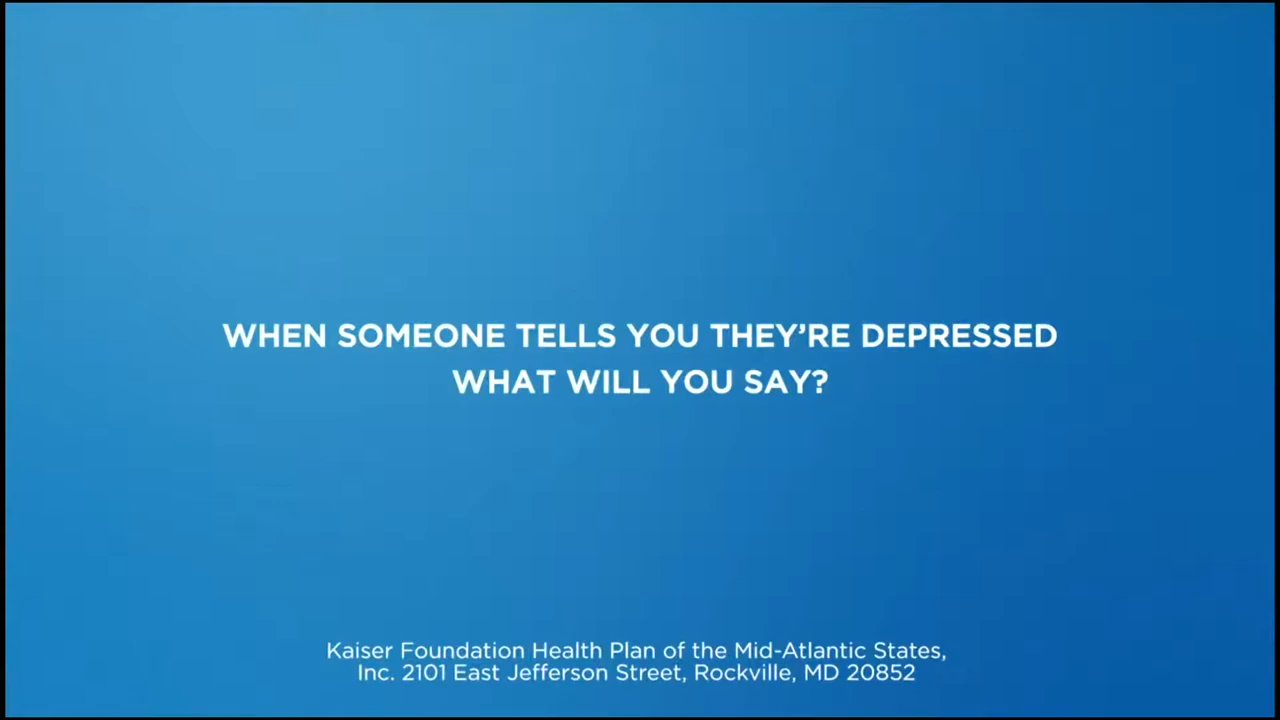 WHEN SOMEONE TELLS YOU THEY’RE DEPRESSED
WHAT WILL YOU SAY?
Kaiser Foundation Health Plan of the Mid-Atlantic States,
Inc. 2101 East Jefferson Street, Rockville, MD 20852